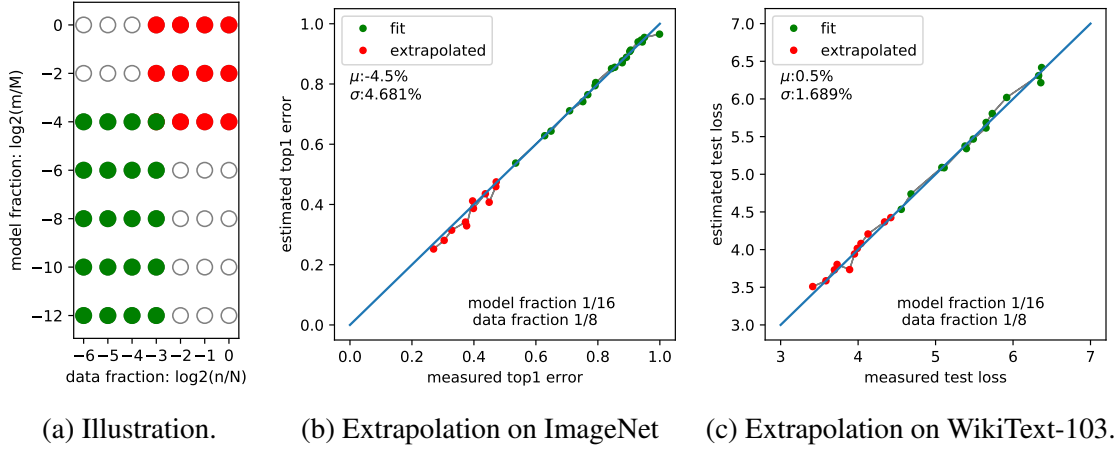 0
−2
−4
−6
−8
−10
−12
model fraction: log2(m/M)
−6 −5 −4 −3 −2 −1 0
data fraction: log2(n/N)
(a) Illustration.
fit
extrapolated
μ:-4.5%
σ:4.681%
1.0
0.8
0.6
0.4
0.2
0.0
estimated top1 error
model fraction 1/16
data fraction 1/8
0.0 0.2 0.4 0.6 0.8 1.0
measured top1 error
(b) Extrapolation on ImageNet
fit
extrapolated
μ:0.5%
σ:1.689%
7.0
6.5
6.0
5.5
5.0
4.5
4.0
3.5
3.0
estimated test loss
model fraction 1/16
data fraction 1/8
3 4 5 6 7
measured test loss
(c) Extrapolation on WikiText-103.